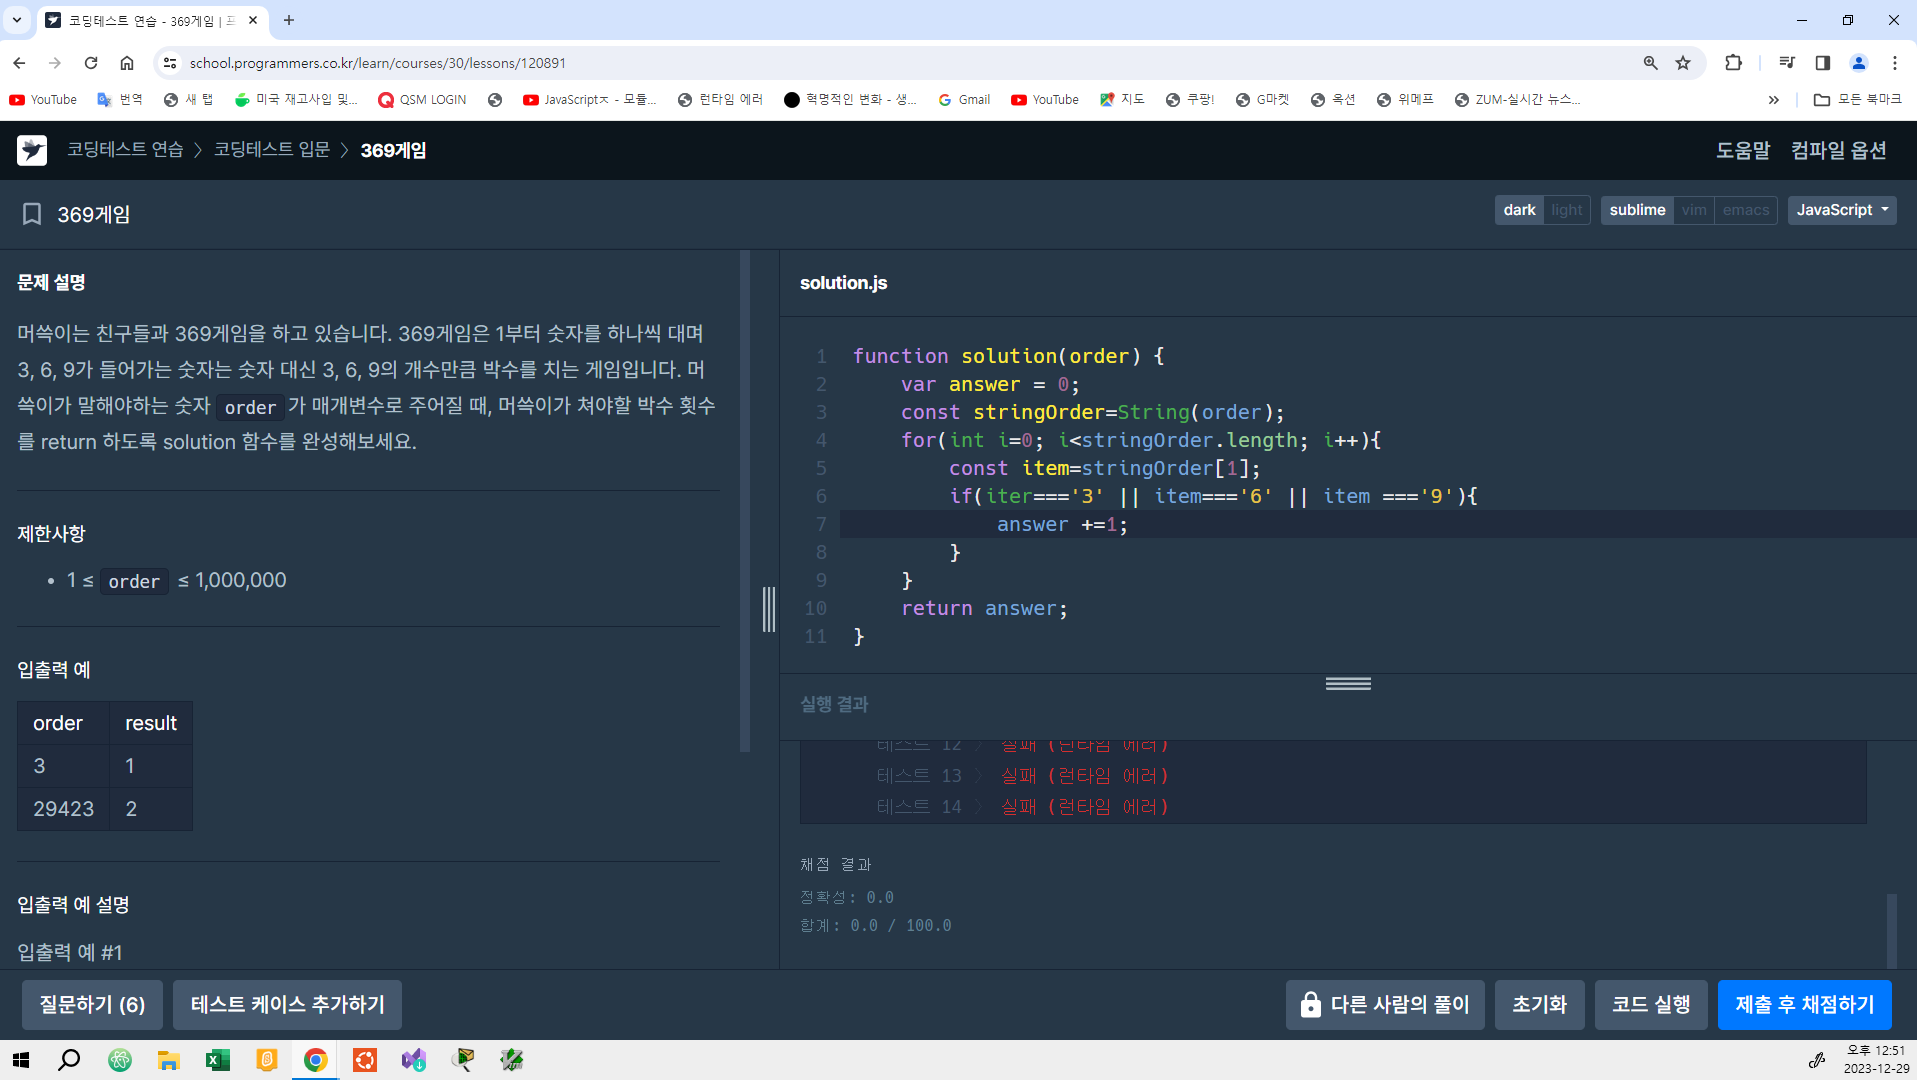 코딩테스트 연습 - 369게임 | 프
school.programmers.co.kr/learn/courses/30/lessons/120891
YouTube 번역 새 탭 미국 재고사입 및... QSM LOGIN JavaScriptㅈ - 모듈... 런타임 에러 혁명적인 변화 - 생... Gmail YouTube 지도 쿠팡! G마켓 옥션 위메프 ZUM-실시간 뉴스... » 모든 북마크
코딩테스트 연습 > 코딩테스트 입문 > 369게임
도움말 컴파일 옵션
369게임
dark light sublime vim emacs JavaScript
문제 설명
머쓱이는 친구들과 369게임을 하고 있습니다. 369게임은 1부터 숫자를 하나씩 대며
3, 6, 9가 들어가는 숫자는 숫자 대신 3, 6, 9의 개수만큼 박수를 치는 게임입니다. 머
쓱이가 말해야하는 숫자 order 가 매개변수로 주어질 때, 머쓱이가 쳐야할 박수 횟수
를 return 하도록 solution 함수를 완성해보세요.
제한사항
• 1 ≤ order ≤ 1,000,000
입출력 예
order result
3 1
29423 2
입출력 예 설명
입출력 예 #1
solution.js
1 function solution(order) {
2 var answer = 0;
3 const stringOrder=String(order);
4 for(int i=0; i<stringOrder.length; i++){
5 const item=stringOrder[1];
6 if(iter==='3' || item==='6' || item ==='9'){
7 answer +=1;
8 }
9 }
10 return answer;
11 }
실행 결과
테스트 12 > 실패 (런타임 에러)
테스트 13 > 실패 (런타임 에러)
테스트 14 > 실패 (런타임 에러)
채점 결과
정확성: 0.0
합계: 0.0 / 100.0
질문하기 (6) 테스트 케이스 추가하기 다른 사람의 풀이 초기화 코드 실행 제출 후 채점하기
오후 12:51
2023-12-29